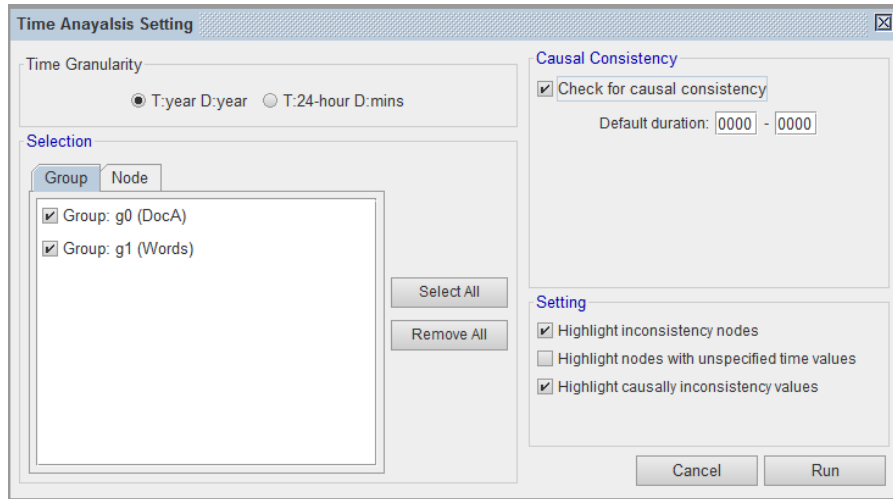 Time Anayalsis Setting
Time Granularity
T:year D:year T:24-hour D:mins
Selection
Group Node
Group: g0 (DocA)
Group: g1 (Words)
Select All
Remove All
Causal Consistency
Check for causal consistency
Default duration: 0000 - 0000
Setting
Highlight inconsistency nodes
Highlight nodes with unspecified time values
Highlight causally inconsistency values
Cancel Run